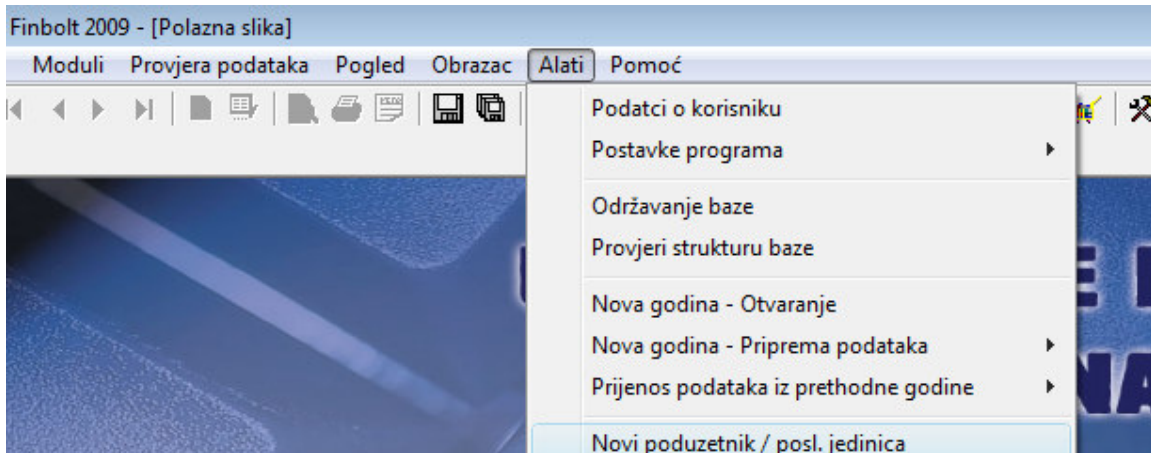 Finbolt 2009 - [Polazna slika]
Moduli Provjera podataka Pogled Obrazac Alati Pomoć
Podatci o korisniku
Postavke programa
Održavanje baze
Provjeri strukturu baze
Nova godina - Otvaranje
Nova godina - Priprema podataka
Prijenos podataka iz prethodne godine
Novi poduzetnik / posl. jedinica